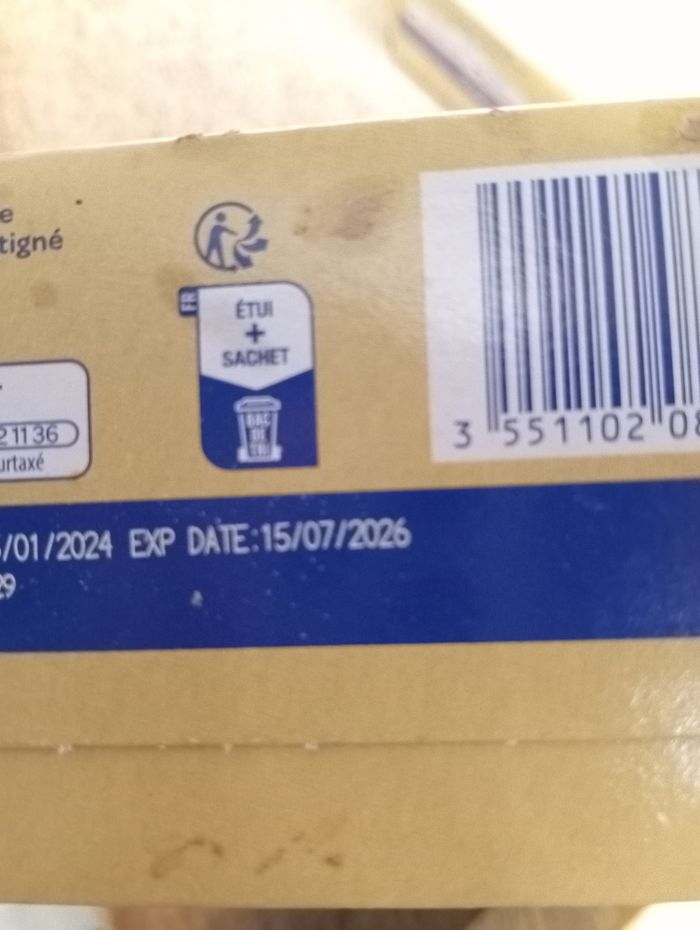 e
tigné
FR
ÉTUI
+
SACHET
BAC
DE
TRI
21136
urtaxé
3 551102 08
/01/2024 EXP DATE:15/07/2026
29